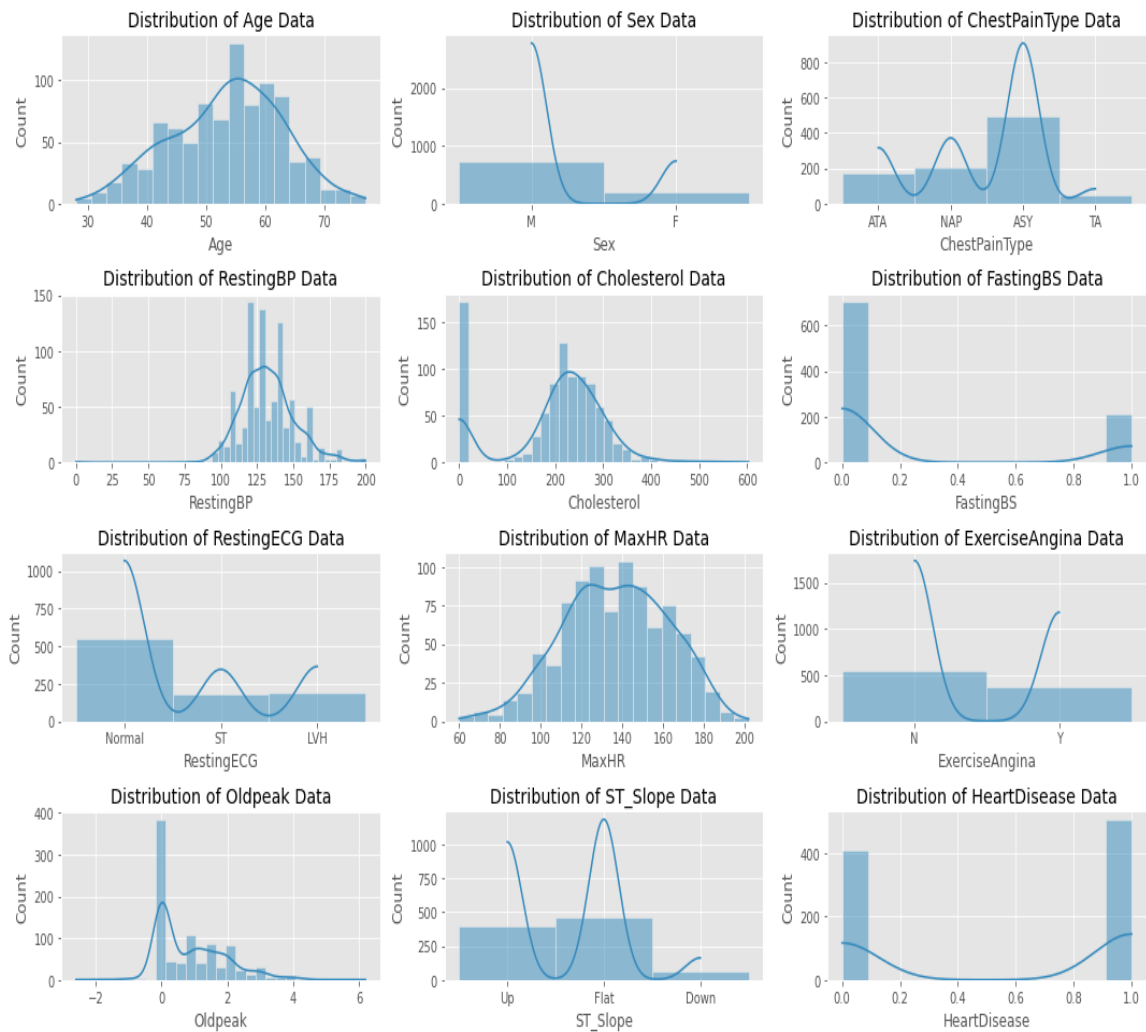 Distribution of Age Data
Count
100
50
0
30 40 50 60 70
Age
Distribution of Sex Data
Count
2000
1000
0
M F
Sex
Distribution of ChestPainType Data
Count
800
600
400
200
0
ATA NAP ASY TA
ChestPainType
Distribution of RestingBP Data
Count
150
100
50
0
0 25 50 75 100 125 150 175 200
RestingBP
Distribution of Cholesterol Data
Count
150
100
50
0
0 100 200 300 400 500 600
Cholesterol
Distribution of FastingBS Data
Count
600
400
200
0
0.0 0.2 0.4 0.6 0.8 1.0
FastingBS
Distribution of RestingECG Data
Count
1000
750
500
250
0
Normal ST LVH
RestingECG
Distribution of MaxHR Data
Count
100
75
50
25
0
60 80 100 120 140 160 180 200
MaxHR
Distribution of ExerciseAngina Data
Count
1500
1000
500
0
N Y
ExerciseAngina
Distribution of Oldpeak Data
Count
400
300
200
100
0
−2 0 2 4 6
Oldpeak
Distribution of ST_Slope Data
Count
1000
750
500
250
0
Up Flat Down
ST_Slope
Distribution of HeartDisease Data
Count
400
200
0
0.0 0.2 0.4 0.6 0.8 1.0
HeartDisease